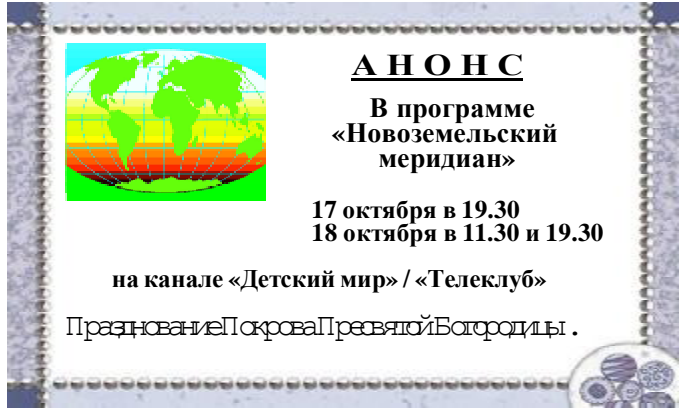 А Н О Н С
В программе
«Новоземельский
меридиан»
17 октября в 19.30
18 октября в 11.30 и 19.30
на канале «Детский мир» / «Телеклуб»
Празднование Покрова Пресвятой Богородицы .